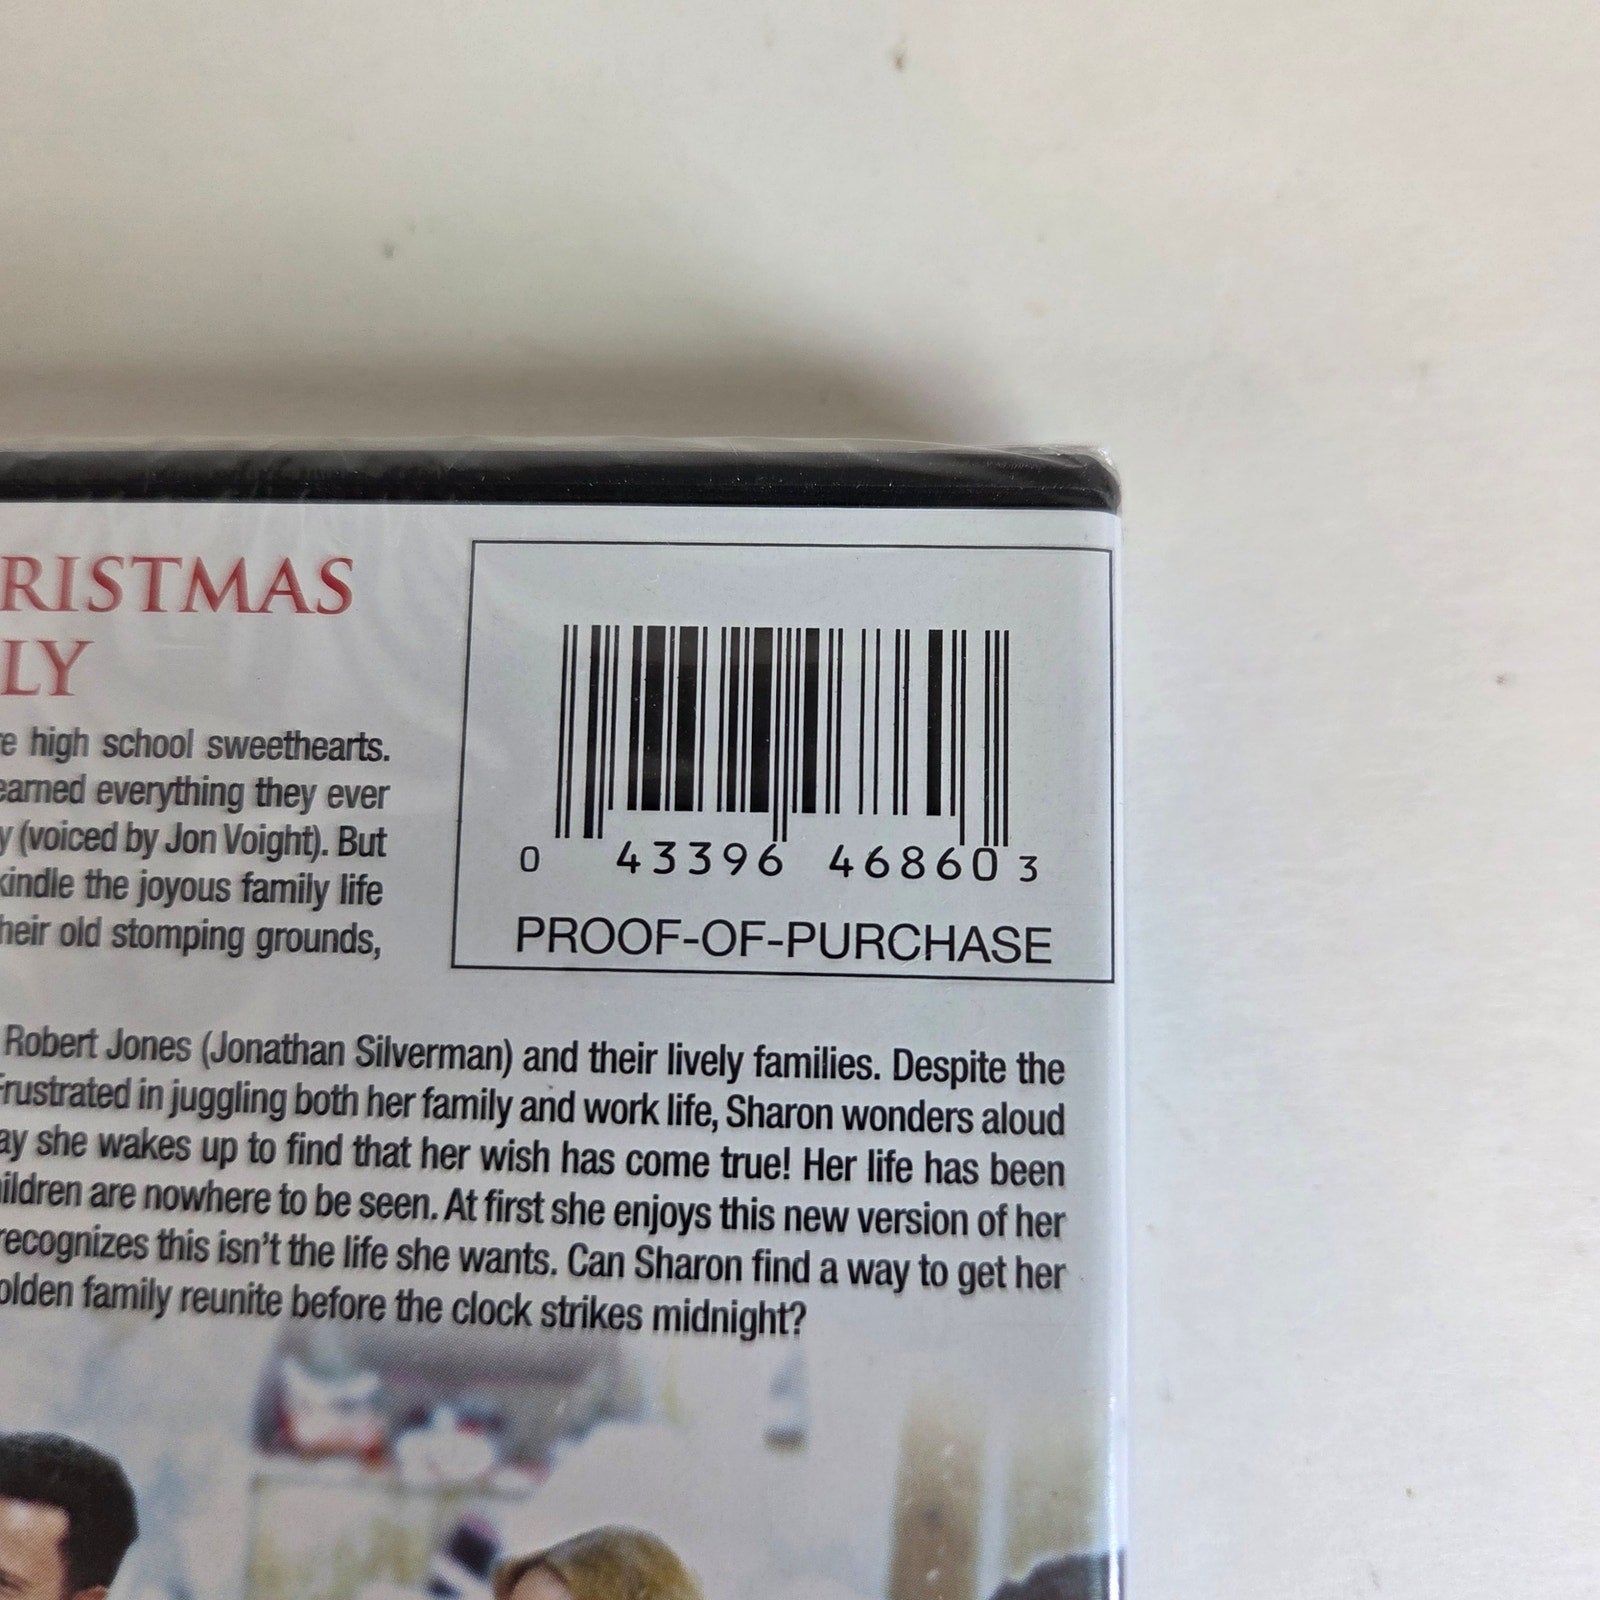 RISTMAS
LY
re high school sweethearts.
earned everything they ever
y (voiced by Jon Voight). But
kindle the joyous family life
heir old stomping grounds,
0 43396 46860 3
PROOF-OF-PURCHASE
Robert Jones (Jonathan Silverman) and their lively families. Despite the
Frustrated in juggling both her family and work life, Sharon wonders aloud
ay she wakes up to find that her wish has come true! Her life has been
ildren are nowhere to be seen. At first she enjoys this new version of her
recognizes this isn't the life she wants. Can Sharon find a way to get her
olden family reunite before the clock strikes midnight?